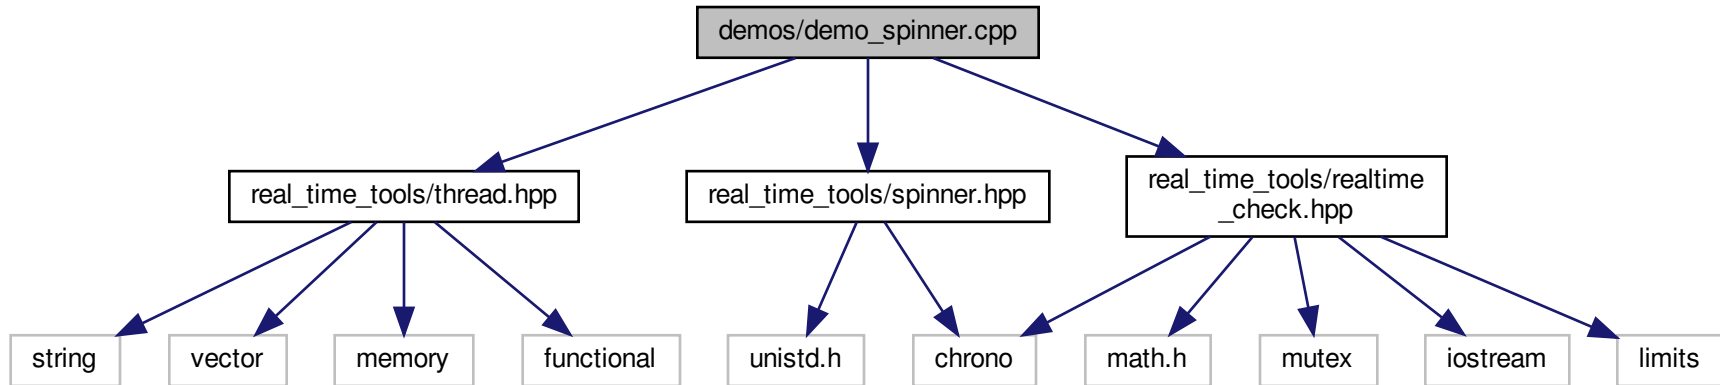 demos/demo_spinner.cpp
real_time_tools/thread.hpp
real_time_tools/spinner.hpp
real_time_tools/realtime
_check.hpp
string
vector
memory
functional
unistd.h
chrono
math.h
mutex
iostream
limits